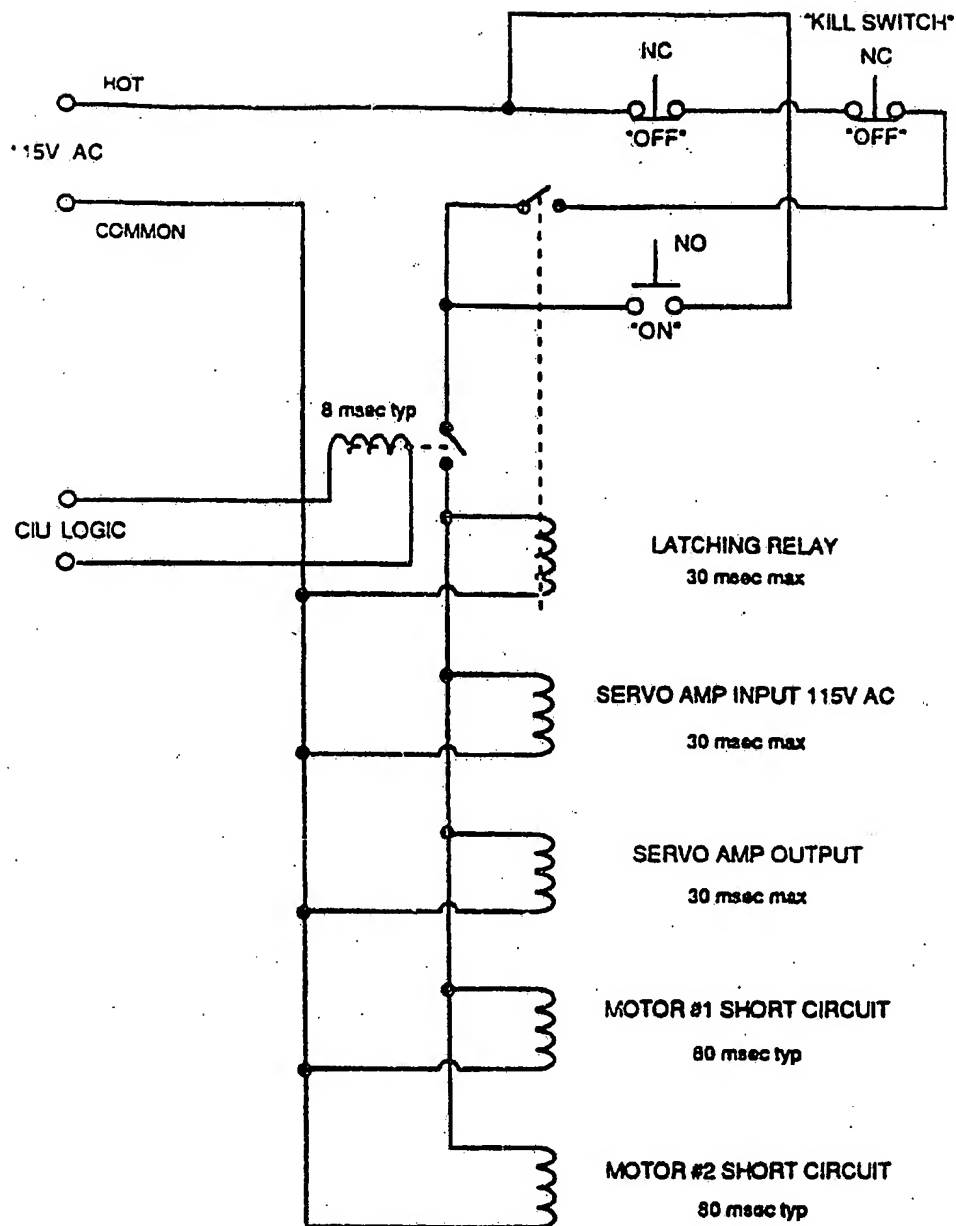 "KILL SWITCH"
NC
NC
HOT
"OFF"
"OFF"
115V AC
COMMON
NO
"ON"
8 msec typ
CIU LOGIC
LATCHING RELAY
30 msec max
SERVO AMP INPUT 115V AC
30 msec max
SERVO AMP OUTPUT
30 msec max
MOTOR #1 SHORT CIRCUIT
80 msec typ
MOTOR #2 SHORT CIRCUIT
80 msec typ